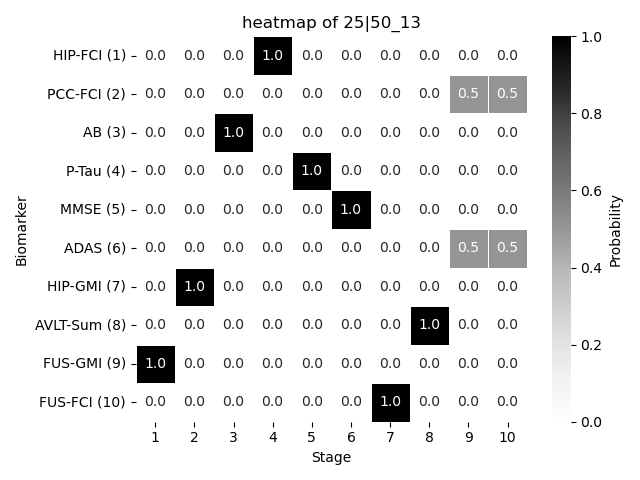 heatmap of 25|50_13
HIP-FCI (1) 0.0 0.0 0.0 1.0 0.0 0.0 0.0 0.0 0.0 0.0
PCC-FCI (2) 0.0 0.0 0.0 0.0 0.0 0.0 0.0 0.0 0.5 0.5
AB (3) 0.0 0.0 1.0 0.0 0.0 0.0 0.0 0.0 0.0 0.0
P-Tau (4) 0.0 0.0 0.0 0.0 1.0 0.0 0.0 0.0 0.0 0.0
MMSE (5) 0.0 0.0 0.0 0.0 0.0 1.0 0.0 0.0 0.0 0.0
ADAS (6) 0.0 0.0 0.0 0.0 0.0 0.0 0.0 0.0 0.5 0.5
HIP-GMI (7) 0.0 1.0 0.0 0.0 0.0 0.0 0.0 0.0 0.0 0.0
AVLT-Sum (8) 0.0 0.0 0.0 0.0 0.0 0.0 0.0 1.0 0.0 0.0
FUS-GMI (9) 1.0 0.0 0.0 0.0 0.0 0.0 0.0 0.0 0.0 0.0
FUS-FCI (10) 0.0 0.0 0.0 0.0 0.0 0.0 1.0 0.0 0.0 0.0
1 2 3 4 5 6 7 8 9 10
Stage
Biomarker
1.0
0.8
0.6
0.4
0.2
0.0
Probability